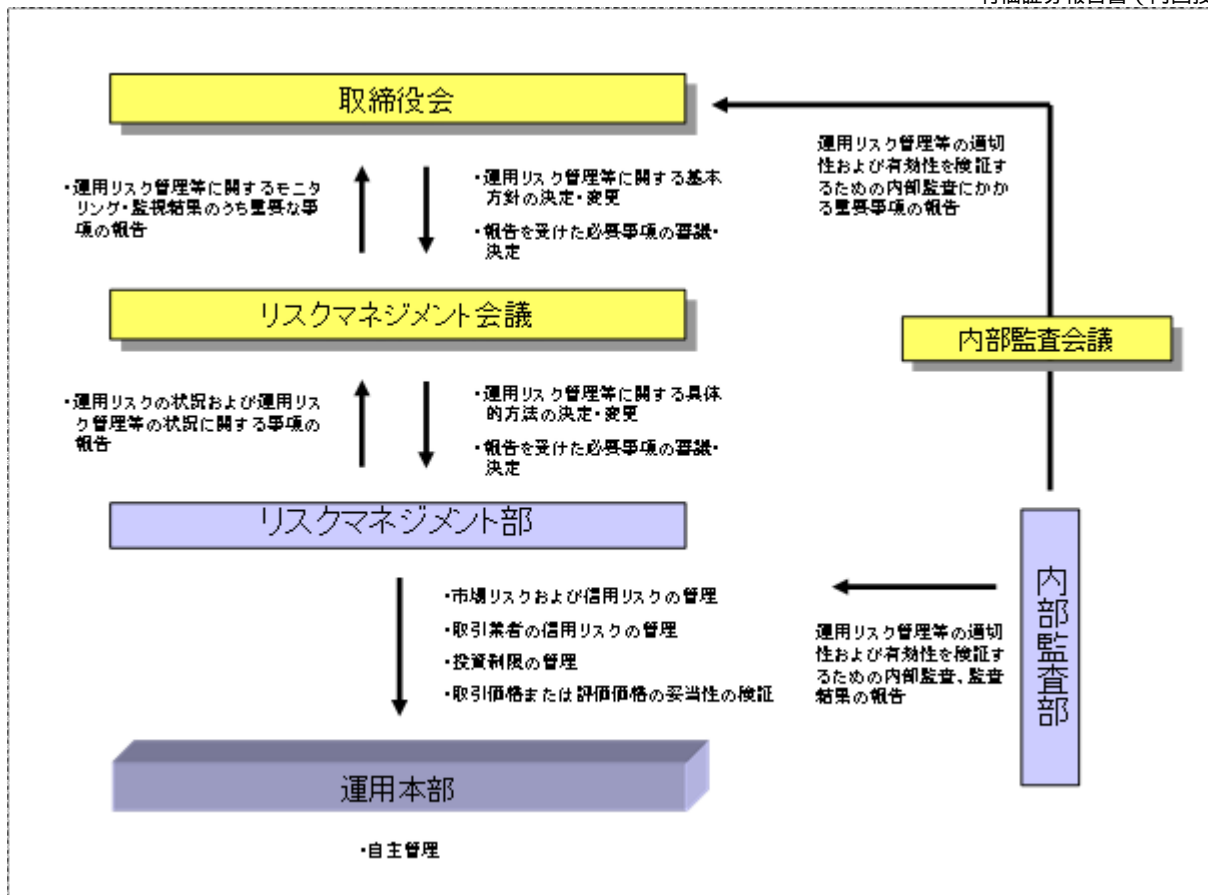 取締役会
・運用リスク管理等に関するモニ
タリング・監視結果のうち重要な事
項の報告
・運用リスク管理等に関する基本
方針の決定・変更
・報告を受けた必要事項の審議・
決定
運用リスク管理等の適切
性および有効性を検証す
るための内部監査にかか
る重要事項の報告
リスクマネジメント会議
内部監査会議
・運用リスクの状況および運用リス
ク管理等の状況に関する事項の
報告
・運用リスク管理等に関する具体
的方法の決定・変更
・報告を受けた必要事項の審議・
決定
リスクマネジメント部
・市場リスクおよび信用リスクの管理
・取引業者の信用リスクの管理
・投資制限の管理
・取引価格または評価価格の妥当性の検証
運用リスク管理等の適切
性および有効性を検証す
るための内部監査、監査
結果の報告
内部監査部
運用本部
・自主管理